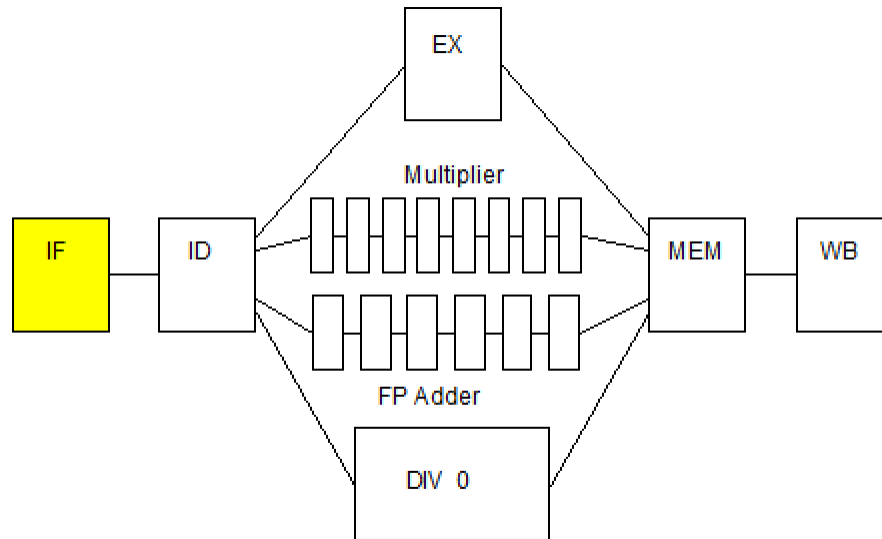 EX
Multiplier
IF
ID
MEM
WB
FP Adder
DIV 0